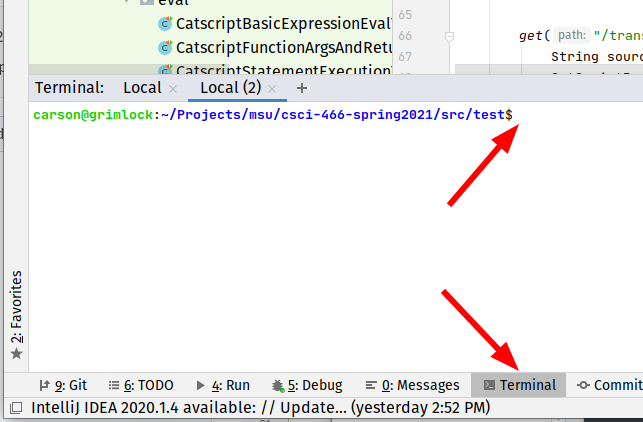 eval
CatscriptBasicExpressionEval
CatscriptFunctionArgsAndRetu
CatscriptStatementExecution
65
66
get( path: "/trans
String sourc
Terminal: Local × Local (2) × +
carson@grimlock:~/Projects/msu/csci-466-spring2021/src/test$
2: Favorites
9: Git 6: TODO 4: Run 5: Debug 0: Messages Terminal Commit
IntelliJ IDEA 2020.1.4 available: // Update... (yesterday 2:52 PM)